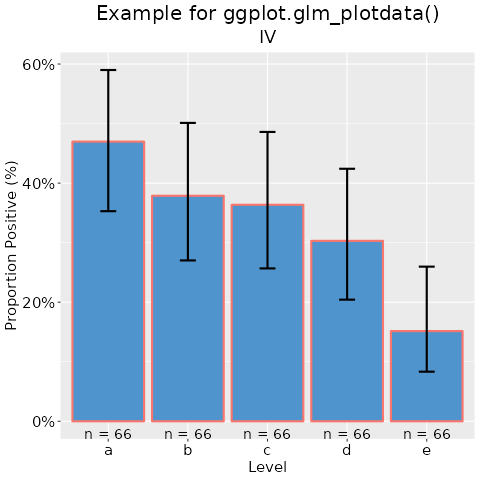 Example for ggplot.glm_plotdata()
IV
60%
40%
20%
0%
Proportion Positive (%)
n = 66 n = 66 n = 66 n = 66 n = 66
a b c d e
Level